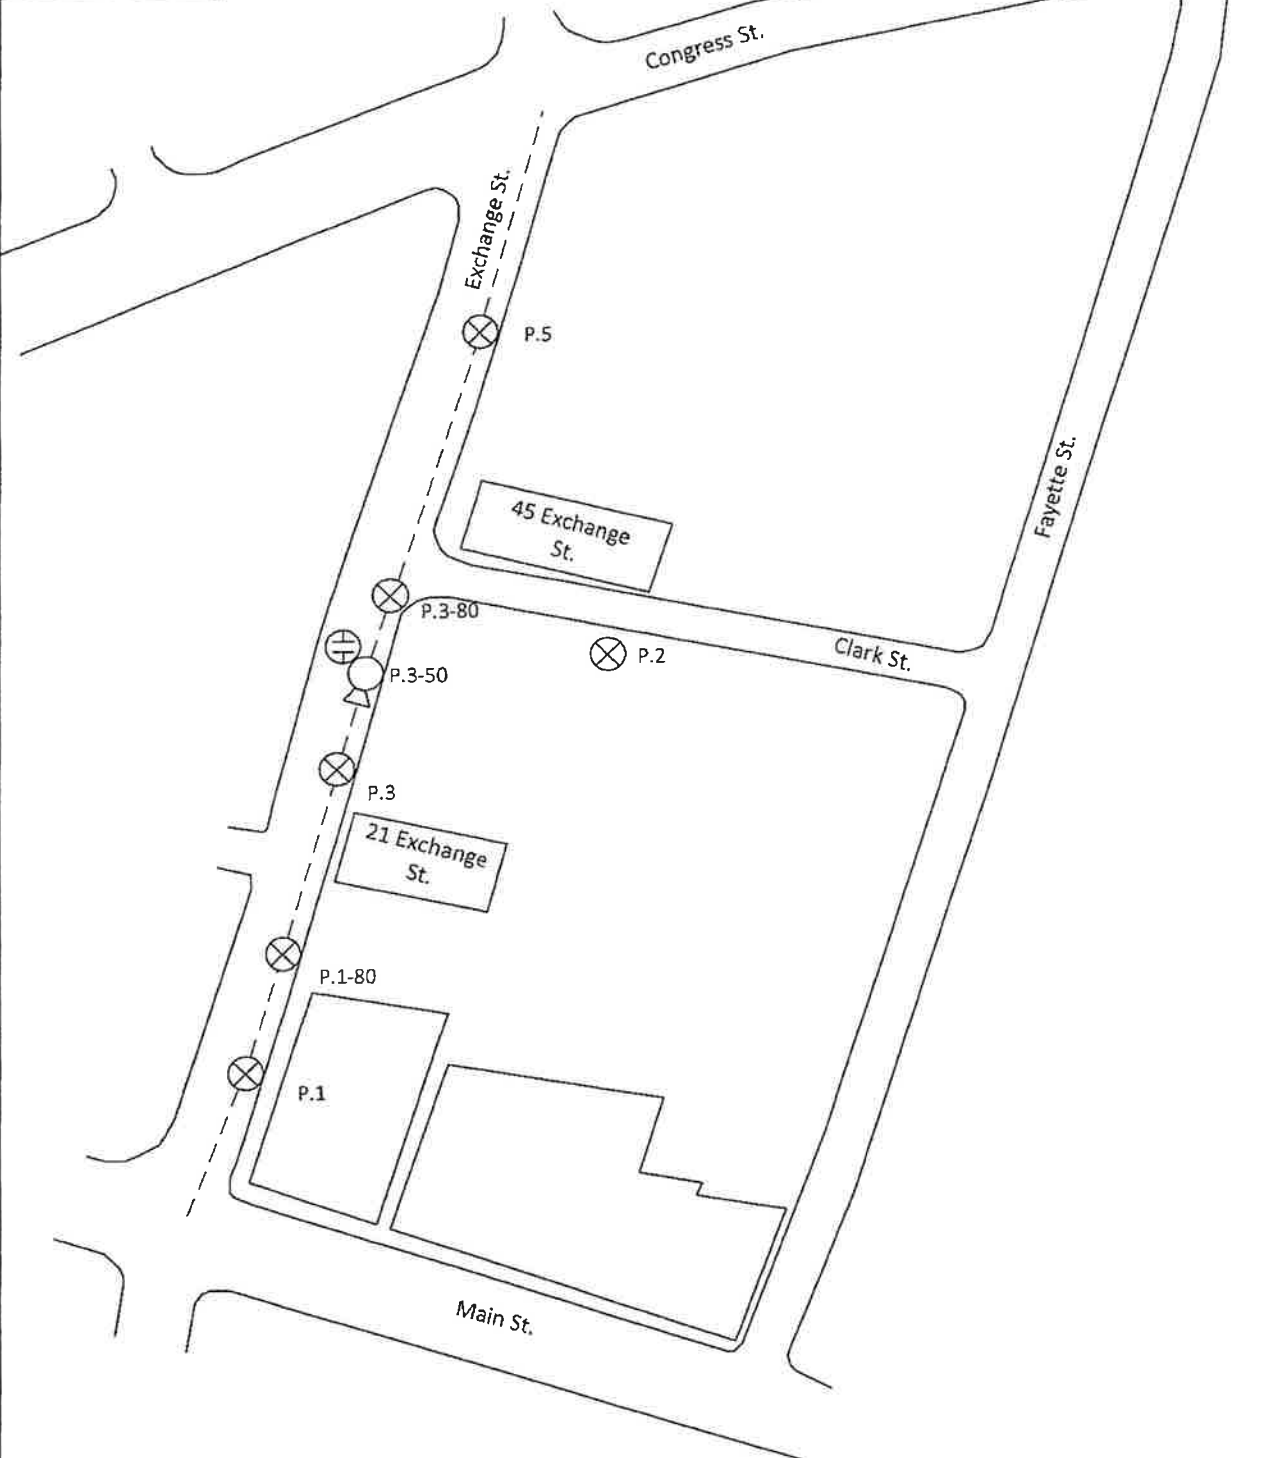 Congress St.
Exchange St.
P.5
Fayette St.
45 Exchange
St.
P.3-80
P.2
Clark St.
P.3-50
P.3
21 Exchange
St.
P.1-80
P.1
Main St.